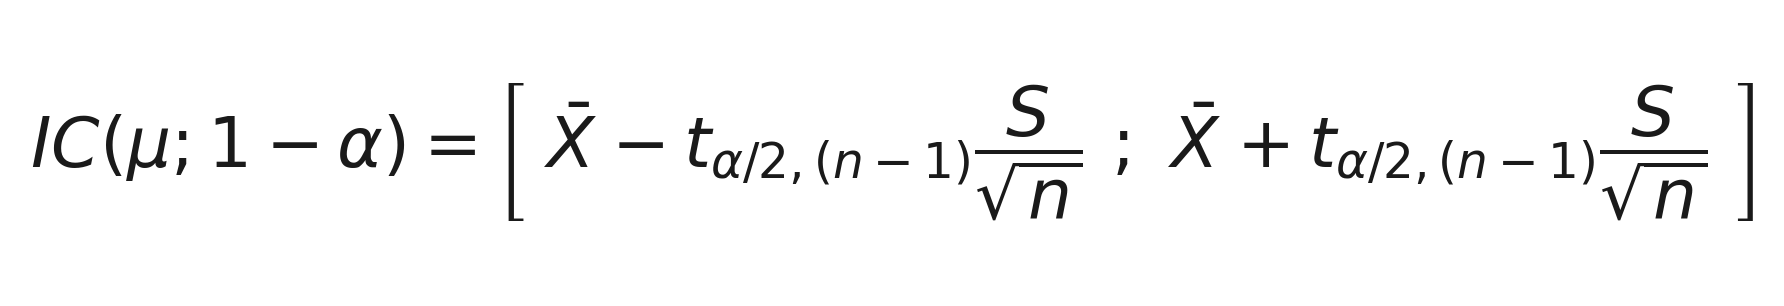 IC(μ; 1 − α) = [ X̄ − t_{α/2,(n−1)} S/√n ; X̄ + t_{α/2,(n−1)} S/√n ]